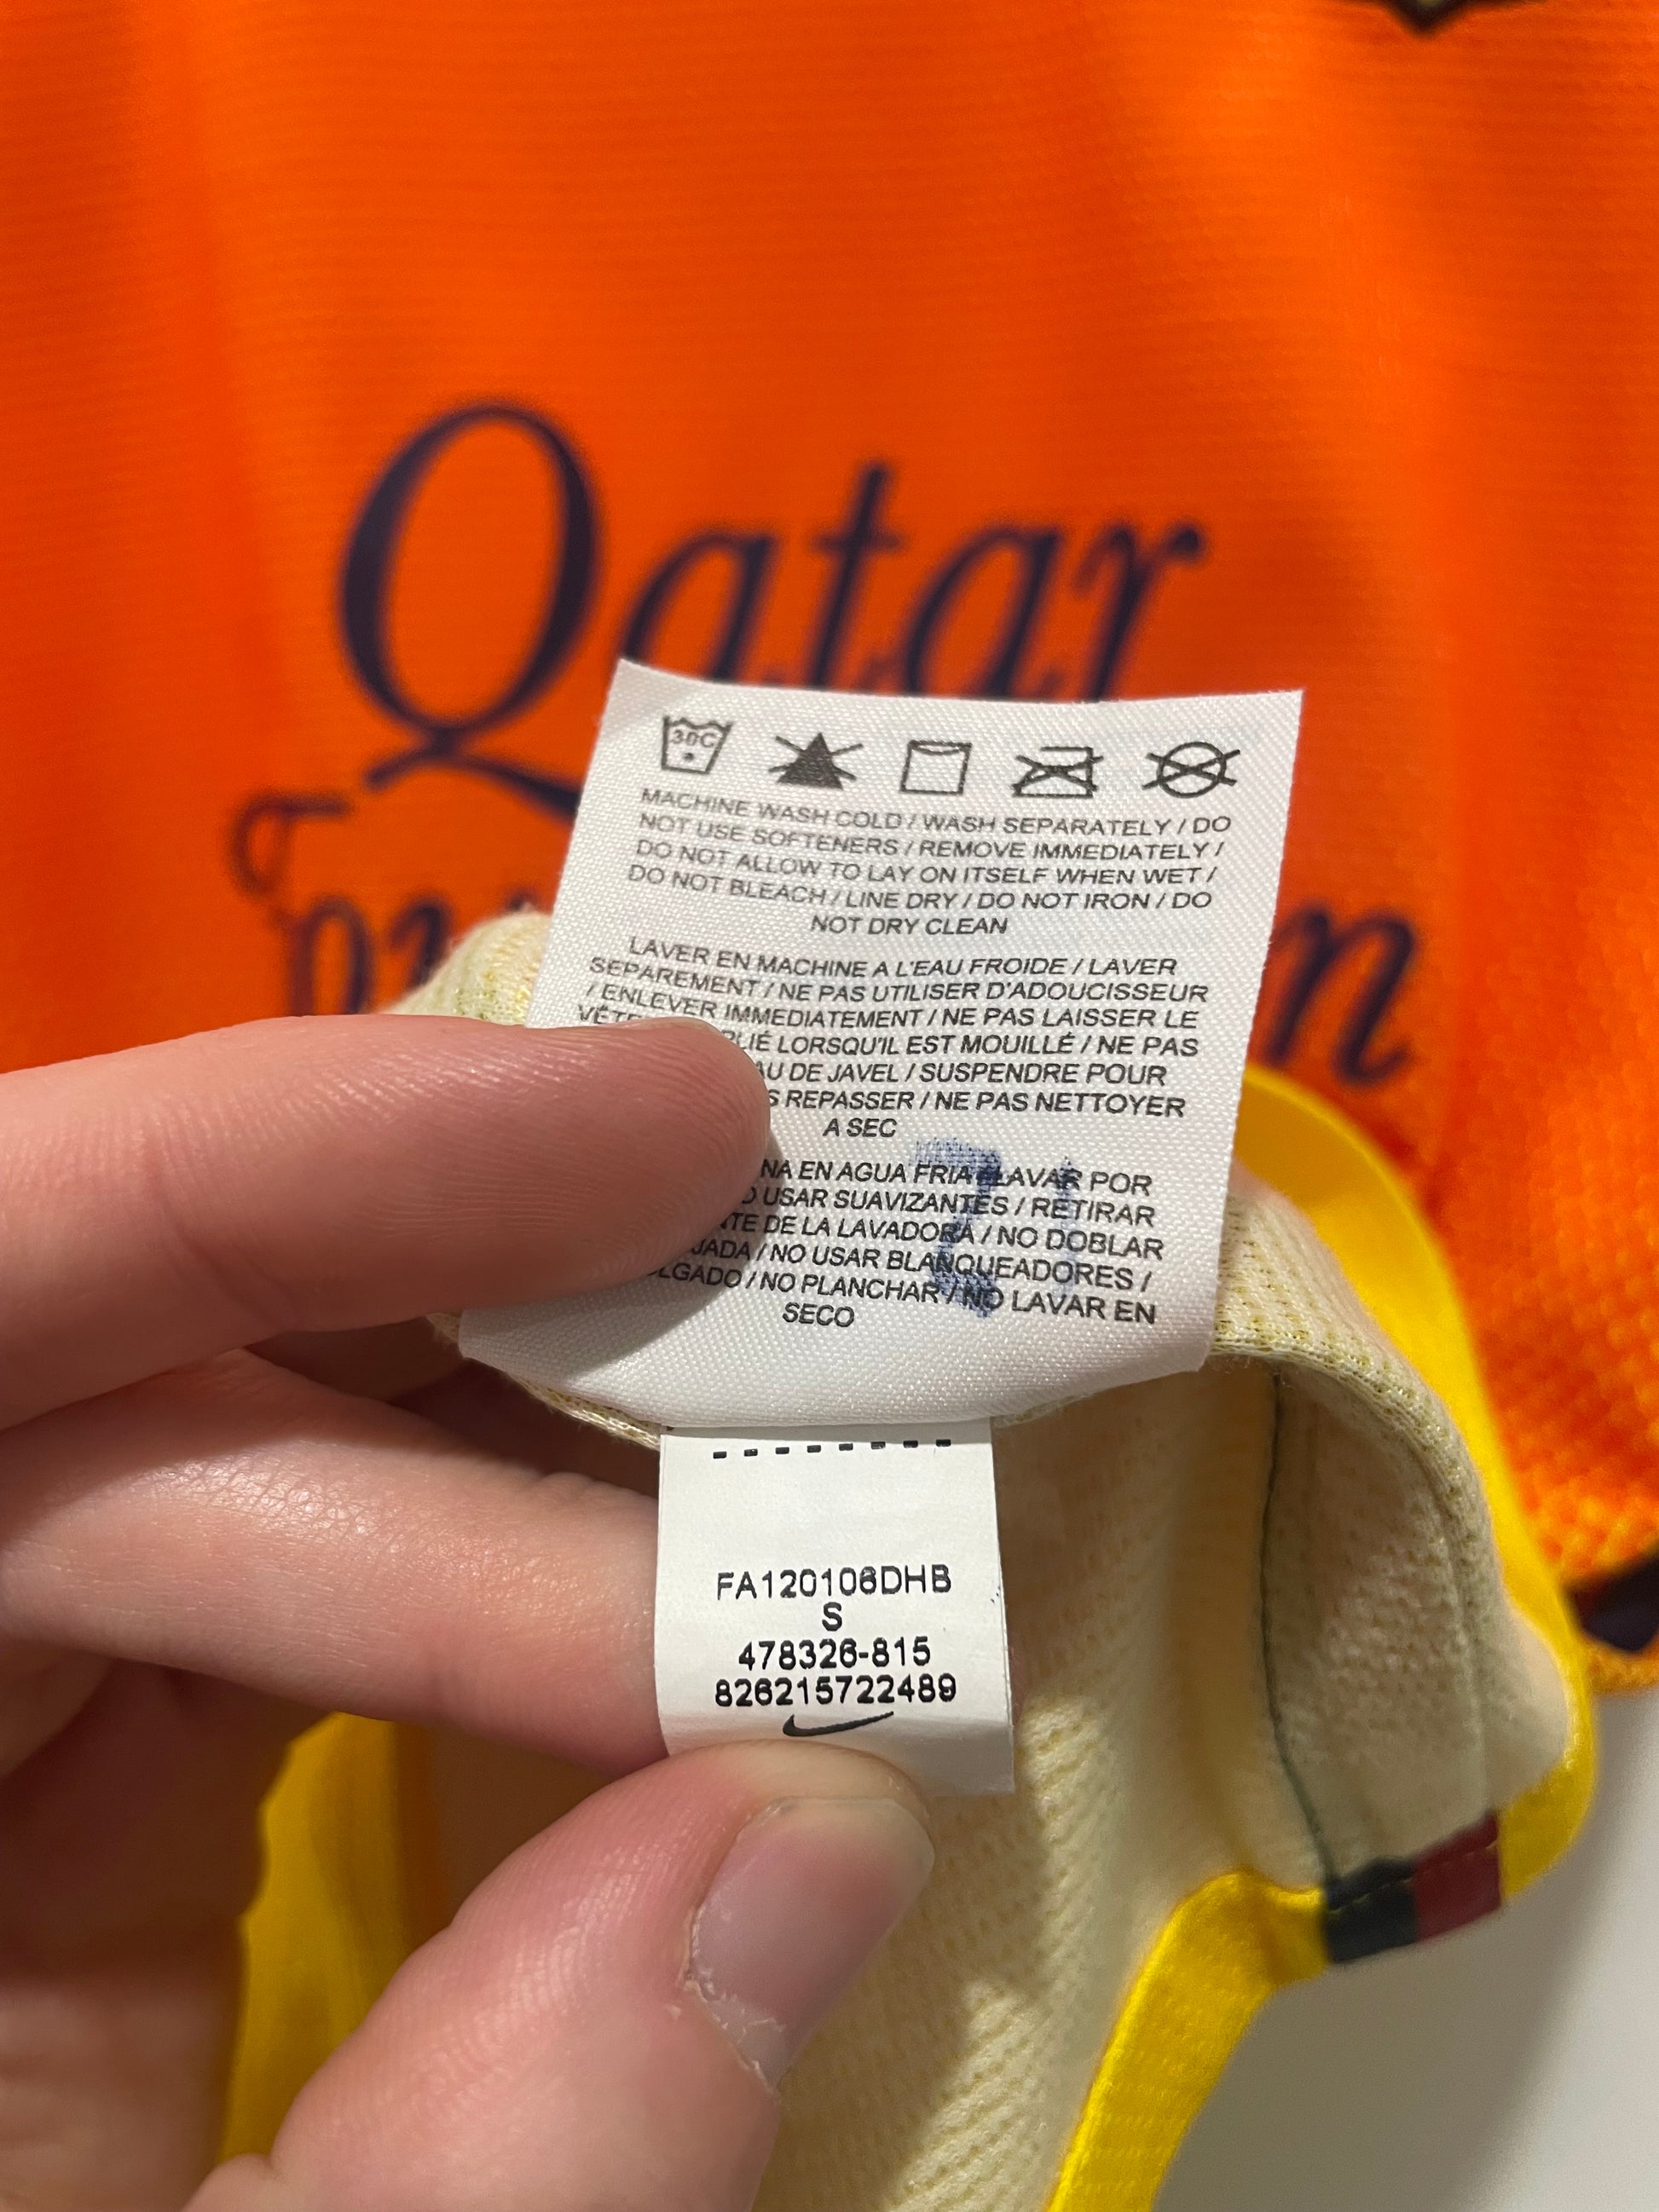 Qatar
30C
MACHINE WASH COLD / WASH SEPARATELY / DO
NOT USE SOFTENERS / REMOVE IMMEDIATELY /
DO NOT ALLOW TO LAY ON ITSELF WHEN WET /
DO NOT BLEACH / LINE DRY / DO NOT IRON / DO
NOT DRY CLEAN
LAVER EN MACHINE A L'EAU FROIDE / LAVER
SEPAREMENT / NE PAS UTILISER D'ADOUCISSEUR
/ ENLEVER IMMEDIATEMENT / NE PAS LAISSER LE
LORSQU'IL EST MOUILLÉ / NE PAS
DE JAVEL / SUSPENDRE POUR
REPASSER / NE PAS NETTOYER
A SEC
EN AGUA FRIA / LAVAR POR
USAR SUAVIZANTES / RETIRAR
DE LA LAVADORA / NO DOBLAR
/ NO USAR BLANQUEADORES /
/ NO PLANCHAR / NO LAVAR EN
SECO
FA120106DHB
S
478326-815
826215722489